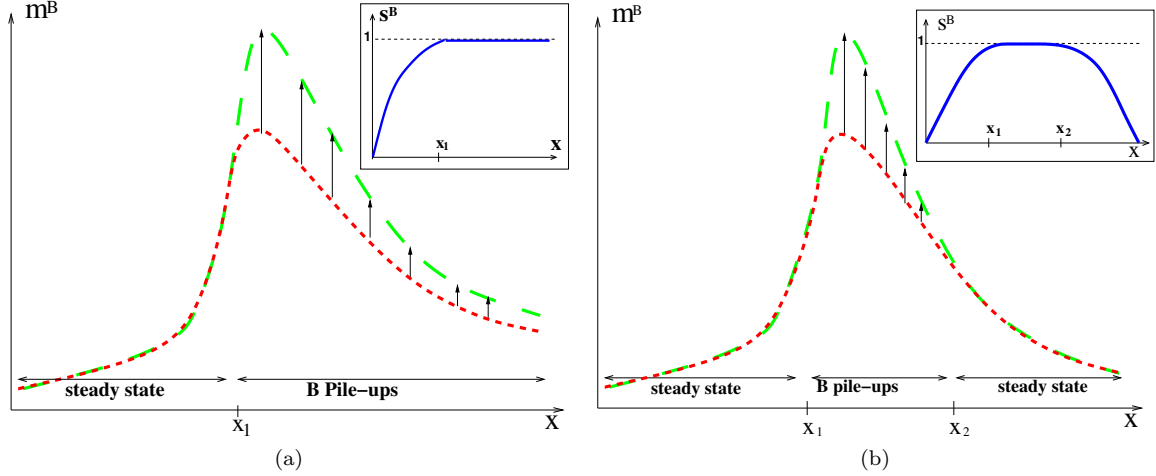 m^B
s^B
1
x_1
x
steady state
B Pile-ups
x_1
x
(a)
m^B
s^B
1
x_1
x_2
x
steady state
B pile-ups
steady state
x_1
x_2
x
(b)